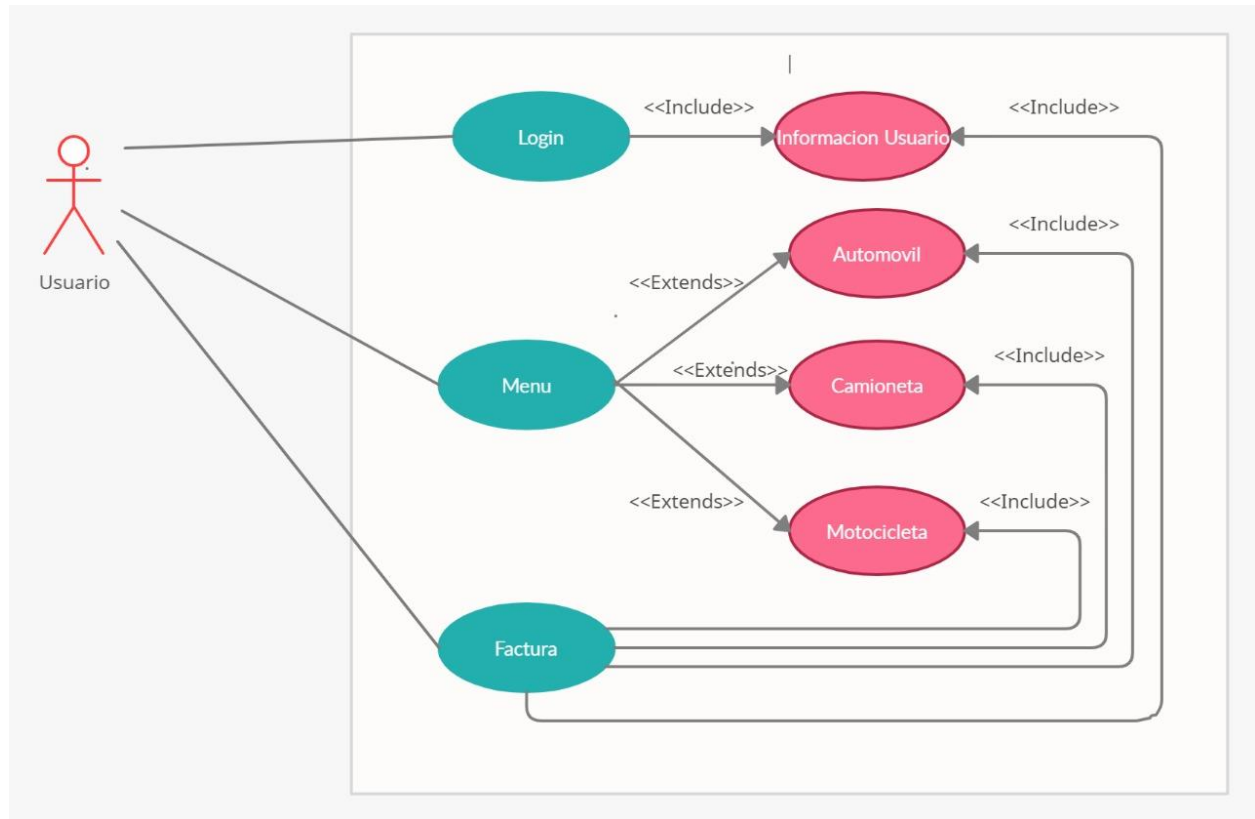 <<Include>>
<<Include>>
Login
Informacion Usuario
<<Include>>
Automovil
Usuario
<<Extends>>
<<Include>>
<<Extends>>
Menu
Camioneta
<<Extends>>
<<Include>>
Motocicleta
Factura